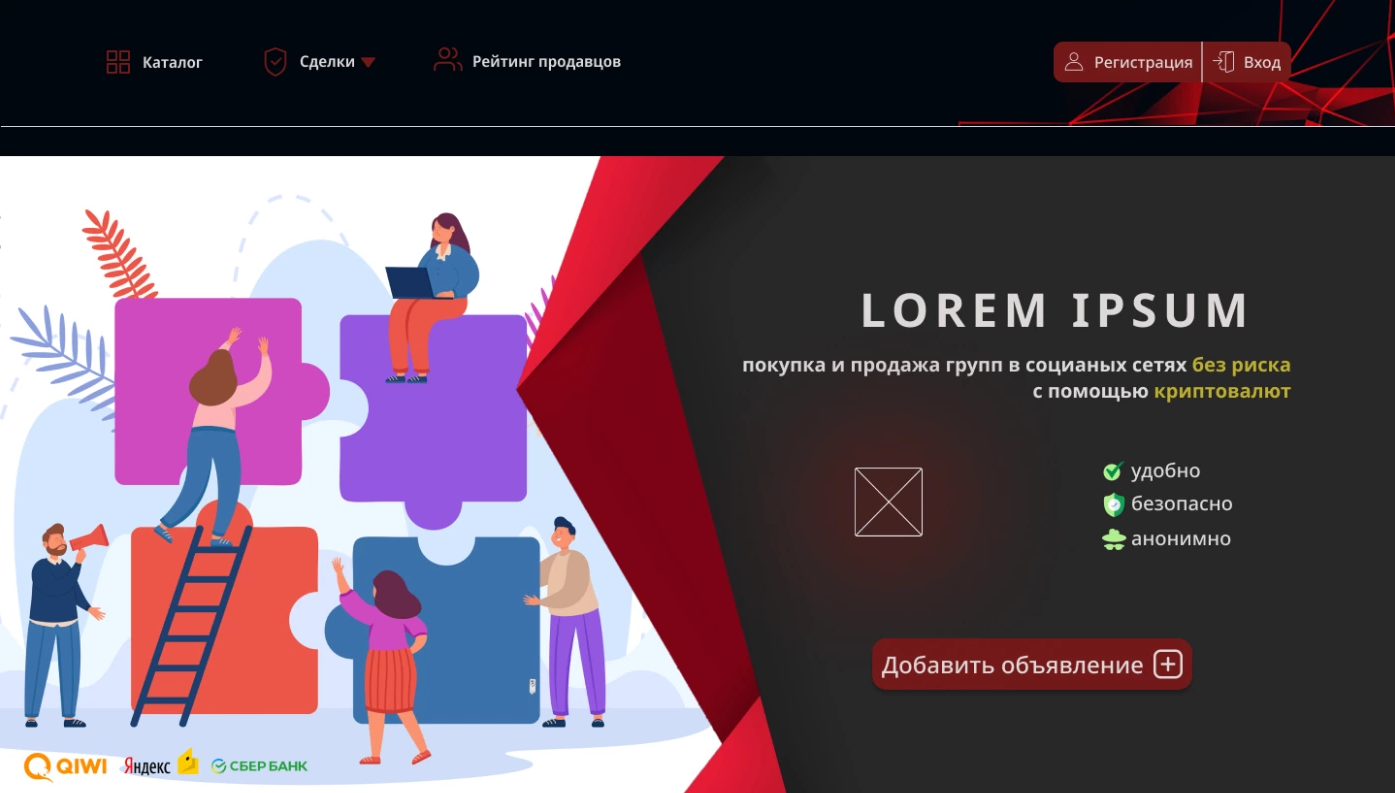 Каталог
Сделки
Рейтинг продавцов
Регистрация
Вход
LOREM IPSUM
покупка и продажа групп в социаных сетях без риска
с помощью криптовалют
удобно
безопасно
анонимно
Добавить объявление
QIWI Яндекс СБЕР БАНК